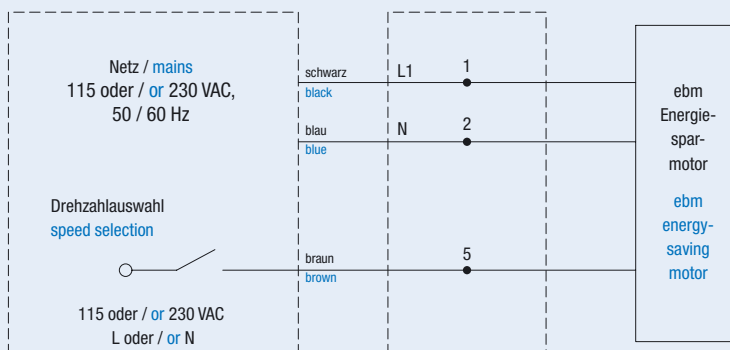 Netz / mains
115 oder / or 230 VAC,
50 / 60 Hz
schwarz
black
L1
1
blau
blue
N
2
Drehzahlauswahl
speed selection
braun
brown
5
115 oder / or 230 VAC
L oder / or N
ebm
Energie-
spar-
motor
ebm
energy-
saving
motor